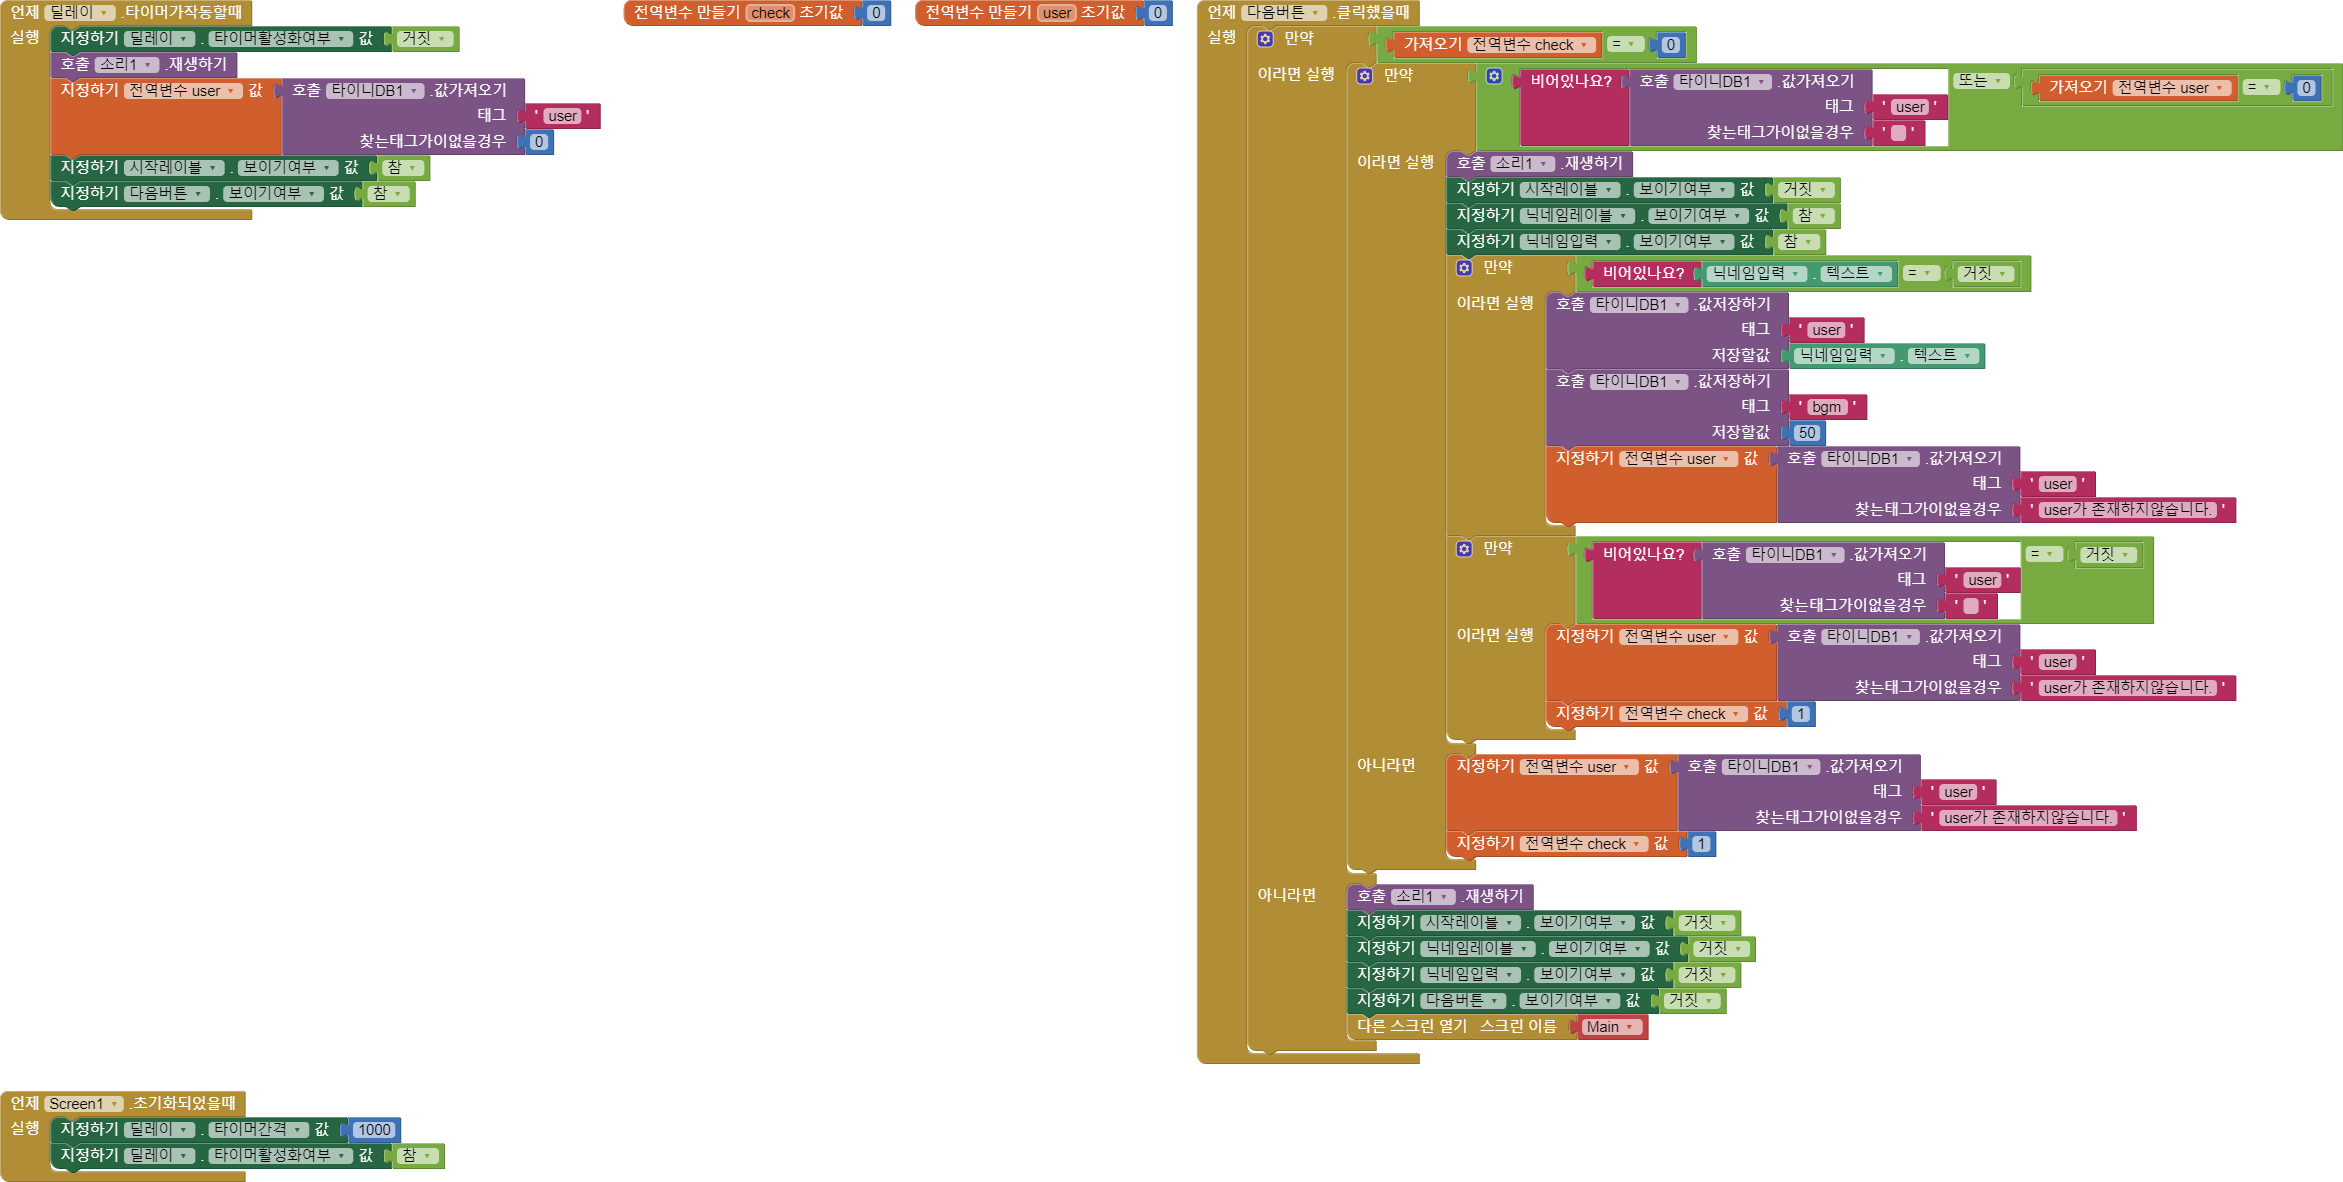 언제 딜레이 .타이머가작동할때
실행 지정하기 딜레이 . 타이머활성화여부 값 거짓
호출 소리1 .재생하기
지정하기 전역변수 user 값 호출 타이니DB1 .값가져오기
태그 ' user '
찾는태그가이없을경우 0
지정하기 시작레이블 . 보이기여부 값 참
지정하기 다음버튼 . 보이기여부 값 참
전역변수 만들기 check 초기값 0
전역변수 만들기 user 초기값 0
언제 다음버튼 .클릭했을때
실행 만약 가져오기 전역변수 check = 0
이라면 실행 만약 비어있나요? 호출 타이니DB1 .값가져오기 또는 가져오기 전역변수 user = 0
태그 ' user '
찾는태그가이없을경우 ' '
이라면 실행 호출 소리1 .재생하기
지정하기 시작레이블 . 보이기여부 값 거짓
지정하기 닉네임레이블 . 보이기여부 값 참
지정하기 닉네임입력 . 보이기여부 값 참
만약 비어있나요? 닉네임입력 . 텍스트 = 거짓
이라면 실행 호출 타이니DB1 .값저장하기
태그 ' user '
저장할값 닉네임입력 . 텍스트
호출 타이니DB1 .값저장하기
태그 ' bgm '
저장할값 50
지정하기 전역변수 user 값 호출 타이니DB1 .값가져오기
태그 ' user '
찾는태그가이없을경우 ' user가 존재하지않습니다. '
만약 비어있나요? 호출 타이니DB1 .값가져오기 = 거짓
태그 ' user '
찾는태그가이없을경우 ' '
이라면 실행 지정하기 전역변수 user 값 호출 타이니DB1 .값가져오기
태그 ' user '
찾는태그가이없을경우 ' user가 존재하지않습니다. '
지정하기 전역변수 check 값 1
아니라면 지정하기 전역변수 user 값 호출 타이니DB1 .값가져오기
태그 ' user '
찾는태그가이없을경우 ' user가 존재하지않습니다. '
지정하기 전역변수 check 값 1
아니라면 호출 소리1 .재생하기
지정하기 시작레이블 . 보이기여부 값 거짓
지정하기 닉네임레이블 . 보이기여부 값 거짓
지정하기 닉네임입력 . 보이기여부 값 거짓
지정하기 다음버튼 . 보이기여부 값 거짓
다른 스크린 열기 스크린 이름 Main
언제 Screen1 .초기화되었을때
실행 지정하기 딜레이 . 타이머간격 값 1000
지정하기 딜레이 . 타이머활성화여부 값 참